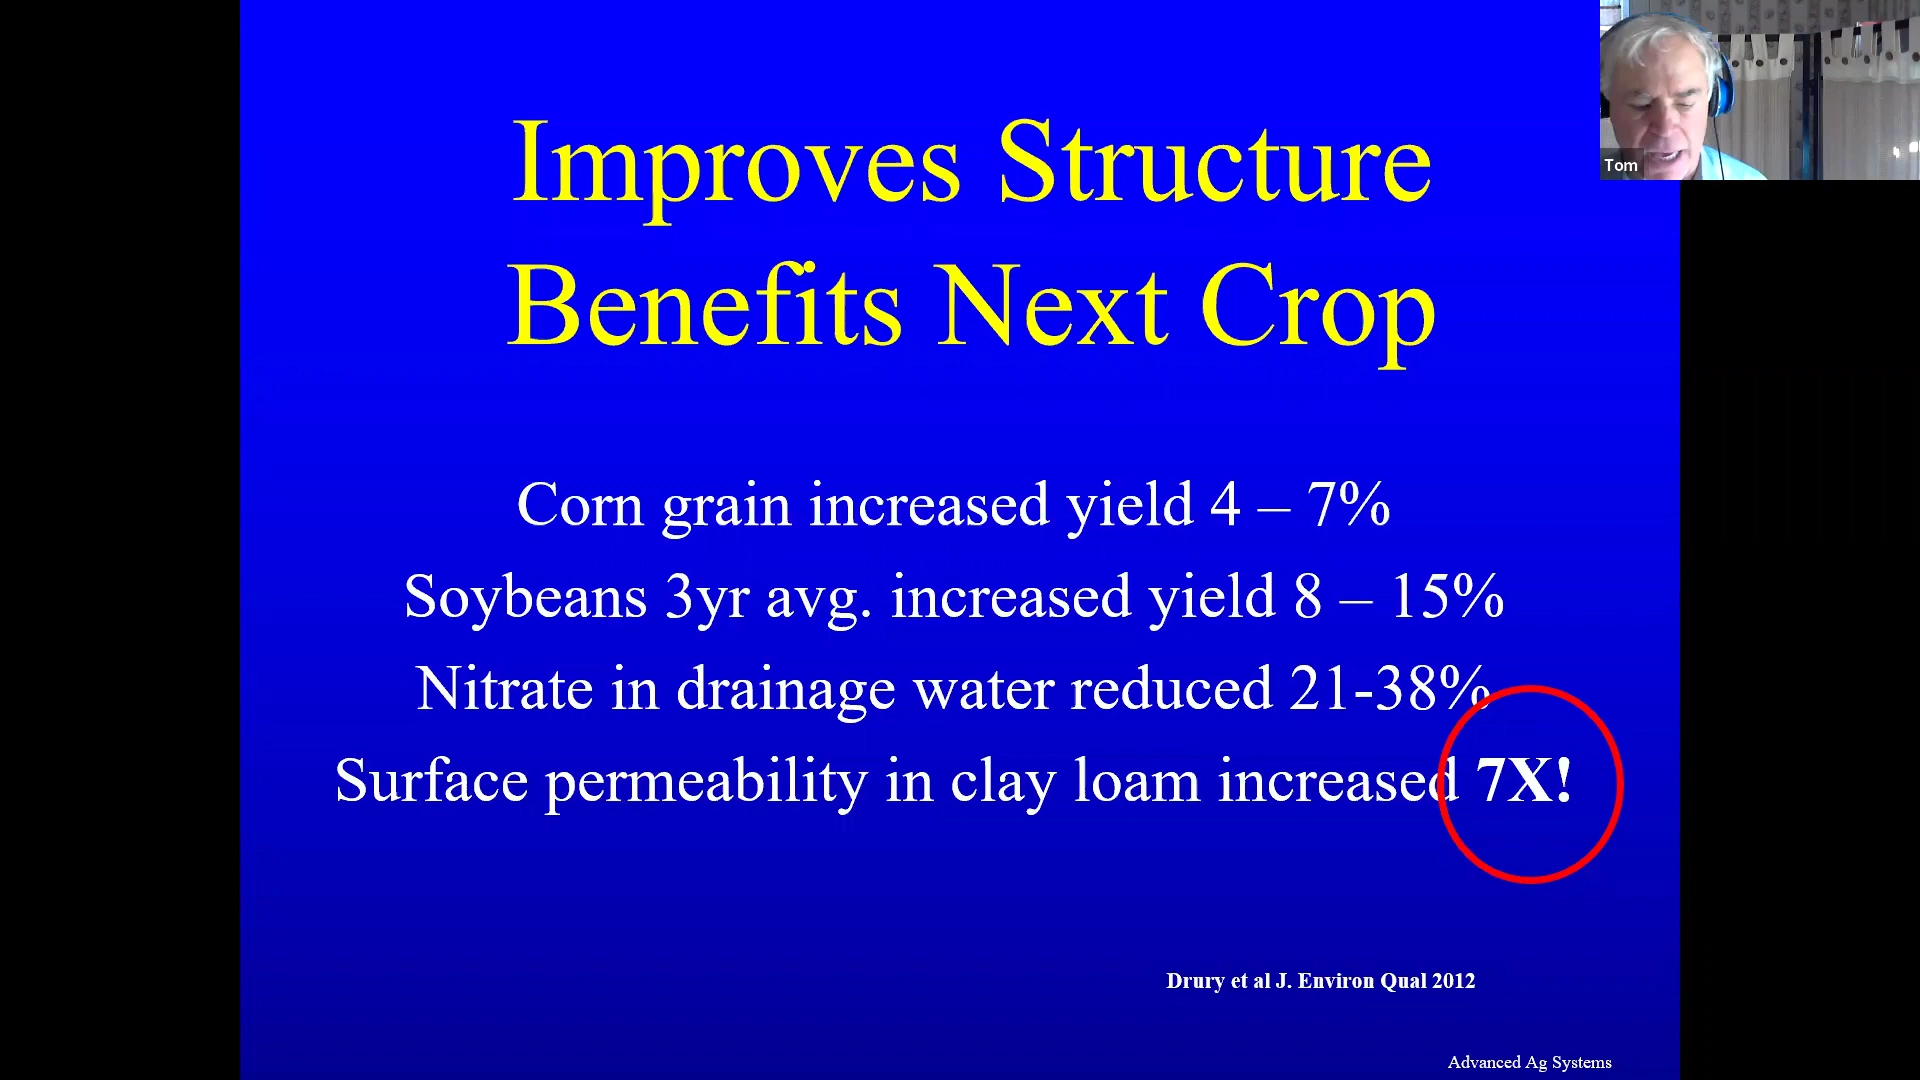 Improves Structure
Benefits Next Crop
Corn grain increased yield 4 – 7%
Soybeans 3yr avg. increased yield 8 – 15%
Nitrate in drainage water reduced 21-38%
Surface permeability in clay loam increased 7X!
Drury et al J. Environ Qual 2012
Advanced Ag Systems
Tom